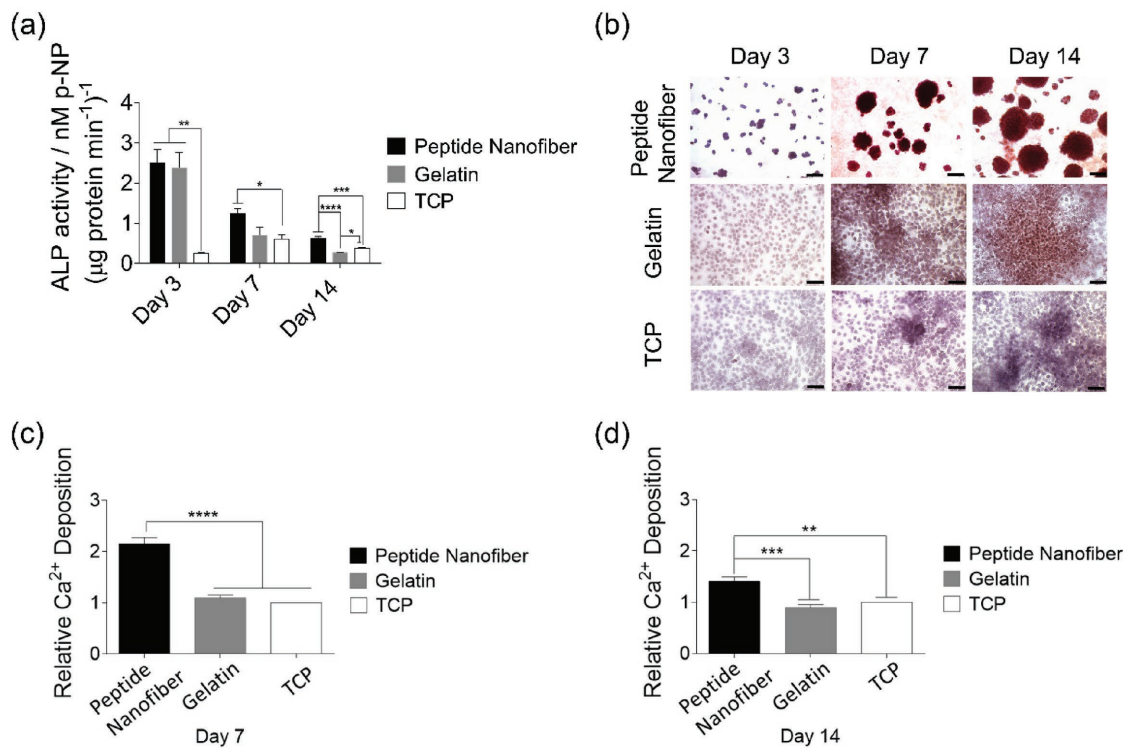 (a)
ALP activity / nM p-NP
(µg protein min⁻¹)⁻¹
4
3
2
1
0
**
*
***
****
*
Day 3
Day 7
Day 14
Peptide Nanofiber
Gelatin
TCP
(b)
Day 3
Day 7
Day 14
Peptide
Nanofiber
Gelatin
TCP
(c)
Relative Ca²⁺ Deposition
3
2
1
0
****
Peptide
Nanofiber
Gelatin
TCP
Day 7
Peptide Nanofiber
Gelatin
TCP
(d)
Relative Ca²⁺ Deposition
3
2
1
0
**
***
Peptide
Nanofiber
Gelatin
TCP
Day 14
Peptide Nanofiber
Gelatin
TCP